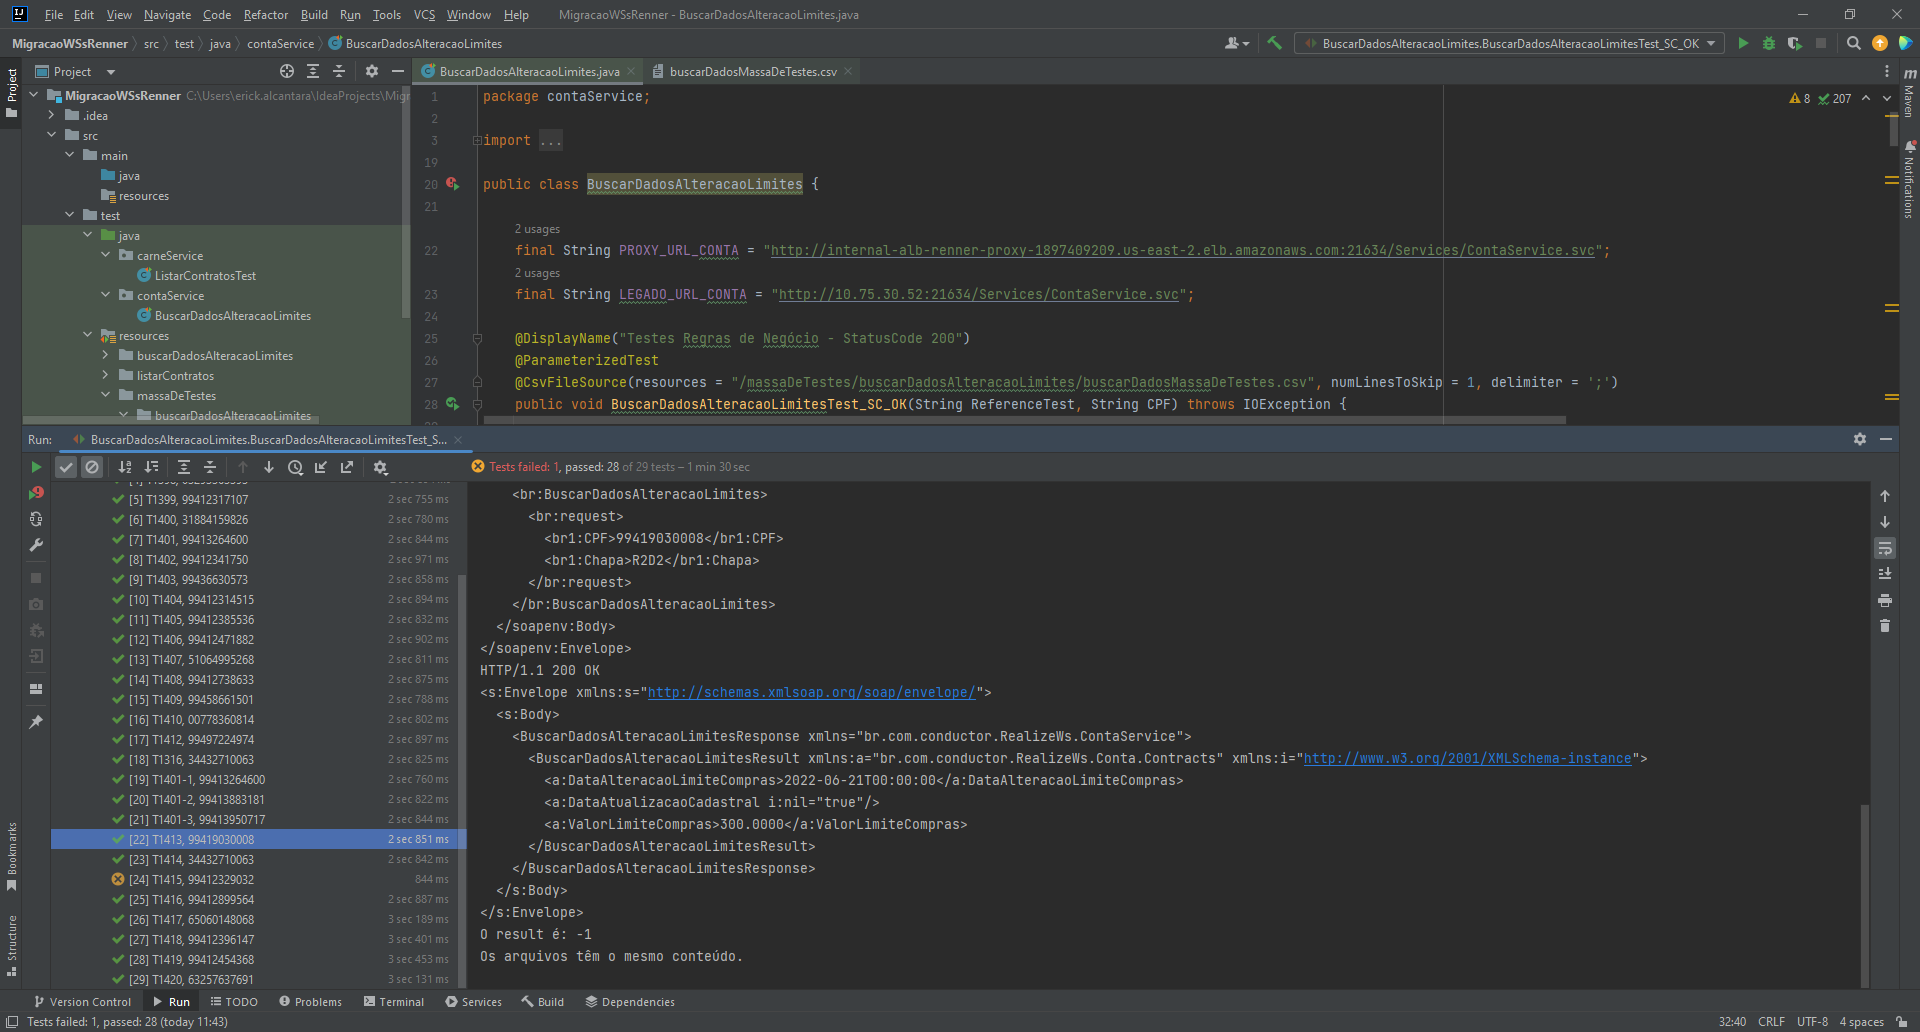 File Edit View Navigate Code Refactor Build Run Tools VCS Window Help MigracaoWSsRenner - BuscarDadosAlteracaoLimites.java
MigracaoWSsRenner src test java contaService BuscarDadosAlteracaoLimites
BuscarDadosAlteracaoLimites.BuscarDadosAlteracaoLimitesTest_SC_OK
Project
Project
MigracaoWSsRenner C:\Users\erick.alcantara\IdeaProjects\Migr
.idea
src
main
java
resources
test
java
carneService
ListarContratosTest
contaService
BuscarDadosAlteracaoLimites
resources
buscarDadosAlteracaoLimites
listarContratos
massaDeTestes
buscarDadosAlteracaoLimites
BuscarDadosAlteracaoLimites.java buscarDadosMassaDeTestes.csv
8 207
1 package contaService;
2
3 import ...
19
20 public class BuscarDadosAlteracaoLimites {
21
2 usages
22 final String PROXY_URL_CONTA = "http://internal-alb-renner-proxy-1897409209.us-east-2.elb.amazonaws.com:21634/Services/ContaService.svc";
2 usages
23 final String LEGADO_URL_CONTA = "http://10.75.30.52:21634/Services/ContaService.svc";
24
25 @DisplayName("Testes Regras de Negócio - StatusCode 200")
26 @ParameterizedTest
27 @CsvFileSource(resources = "/massaDeTestes/buscarDadosAlteracaoLimites/buscarDadosMassaDeTestes.csv", numLinesToSkip = 1, delimiter = ';')
28 public void BuscarDadosAlteracaoLimitesTest_SC_OK(String ReferenceTest, String CPF) throws IOException {
Maven
Notifications
Run: BuscarDadosAlteracaoLimites.BuscarDadosAlteracaoLimitesTest_S...
Tests failed: 1, passed: 28 of 29 tests – 1 min 30 sec
[5] T1399, 99412317107 2 sec 755 ms
[6] T1400, 31884159826 2 sec 780 ms
[7] T1401, 99413264600 2 sec 844 ms
[8] T1402, 99412341750 2 sec 971 ms
[9] T1403, 99436630573 2 sec 858 ms
[10] T1404, 99412314515 2 sec 894 ms
[11] T1405, 99412385536 2 sec 832 ms
[12] T1406, 99412471882 2 sec 902 ms
[13] T1407, 51064995268 2 sec 811 ms
[14] T1408, 99412738633 2 sec 875 ms
[15] T1409, 99458661501 2 sec 788 ms
[16] T1410, 00778360814 2 sec 802 ms
[17] T1412, 99497224974 2 sec 897 ms
[18] T1316, 34432710063 2 sec 825 ms
[19] T1401-1, 99413264600 2 sec 760 ms
[20] T1401-2, 99413883181 2 sec 822 ms
[21] T1401-3, 99413950717 2 sec 844 ms
[22] T1413, 99419030008 2 sec 851 ms
[23] T1414, 34432710063 2 sec 842 ms
[24] T1415, 99412329032 844 ms
[25] T1416, 99412899564 2 sec 887 ms
[26] T1417, 65060148068 3 sec 189 ms
[27] T1418, 99412396147 3 sec 401 ms
[28] T1419, 99412454368 3 sec 453 ms
[29] T1420, 63257637691 3 sec 131 ms
<br:BuscarDadosAlteracaoLimites>
<br:request>
<br1:CPF>99419030008</br1:CPF>
<br1:Chapa>R2D2</br1:Chapa>
</br:request>
</br:BuscarDadosAlteracaoLimites>
</soapenv:Body>
</soapenv:Envelope>
HTTP/1.1 200 OK
<s:Envelope xmlns:s="http://schemas.xmlsoap.org/soap/envelope/">
<s:Body>
<BuscarDadosAlteracaoLimitesResponse xmlns="br.com.conductor.RealizeWs.ContaService">
<BuscarDadosAlteracaoLimitesResult xmlns:a="br.com.conductor.RealizeWs.Conta.Contracts" xmlns:i="http://www.w3.org/2001/XMLSchema-instance">
<a:DataAlteracaoLimiteCompras>2022-06-21T00:00:00</a:DataAlteracaoLimiteCompras>
<a:DataAtualizacaoCadastral i:nil="true"/>
<a:ValorLimiteCompras>300.0000</a:ValorLimiteCompras>
</BuscarDadosAlteracaoLimitesResult>
</BuscarDadosAlteracaoLimitesResponse>
</s:Body>
</s:Envelope>
O result é: -1
Os arquivos têm o mesmo conteúdo.
Bookmarks
Structure
Version Control Run TODO Problems Terminal Services Build Dependencies
Tests failed: 1, passed: 28 (today 11:43) 32:40 CRLF UTF-8 4 spaces